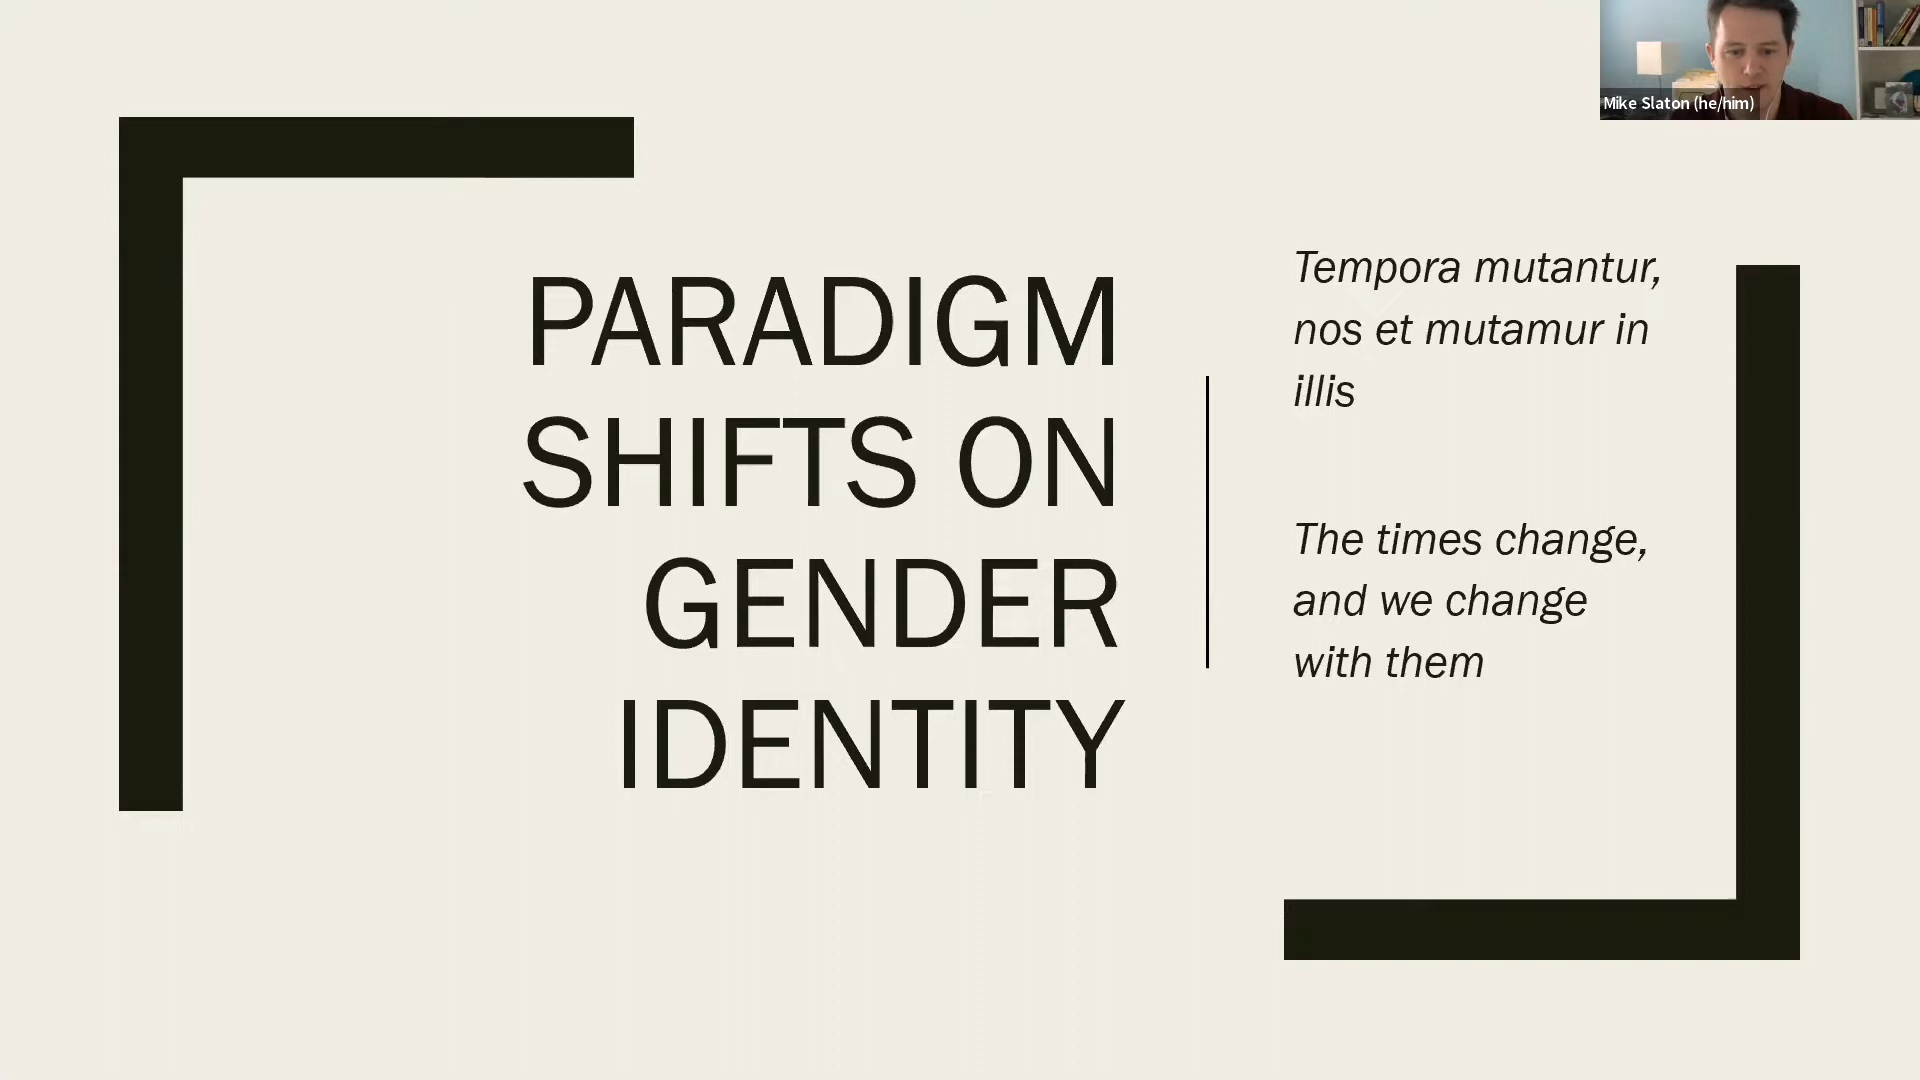 Mike Slaton (he/him)
PARADIGM
SHIFTS ON
GENDER
IDENTITY
Tempora mutantur,
nos et mutamur in
illis
The times change,
and we change
with them